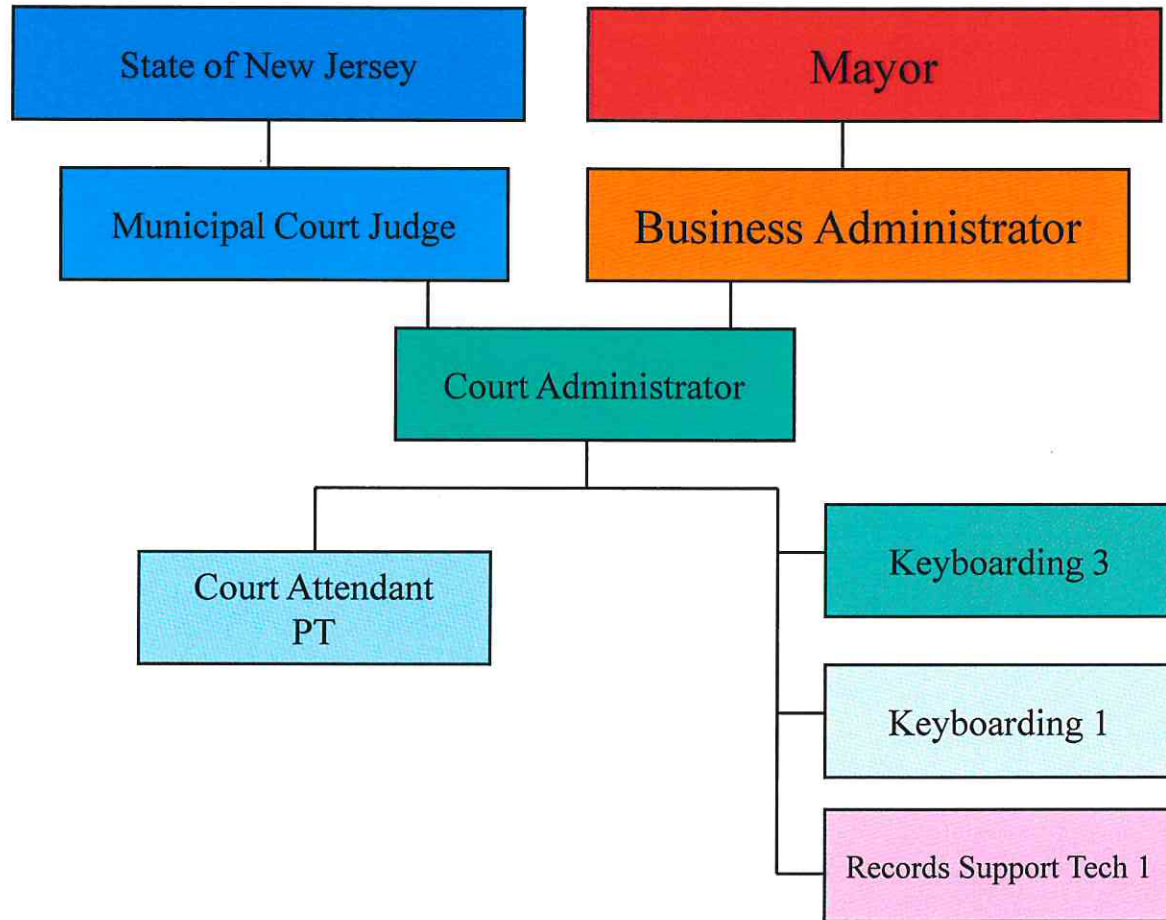 State of New Jersey
Mayor
Municipal Court Judge
Business Administrator
Court Administrator
Court Attendant
PT
Keyboarding 3
Keyboarding 1
Records Support Tech 1